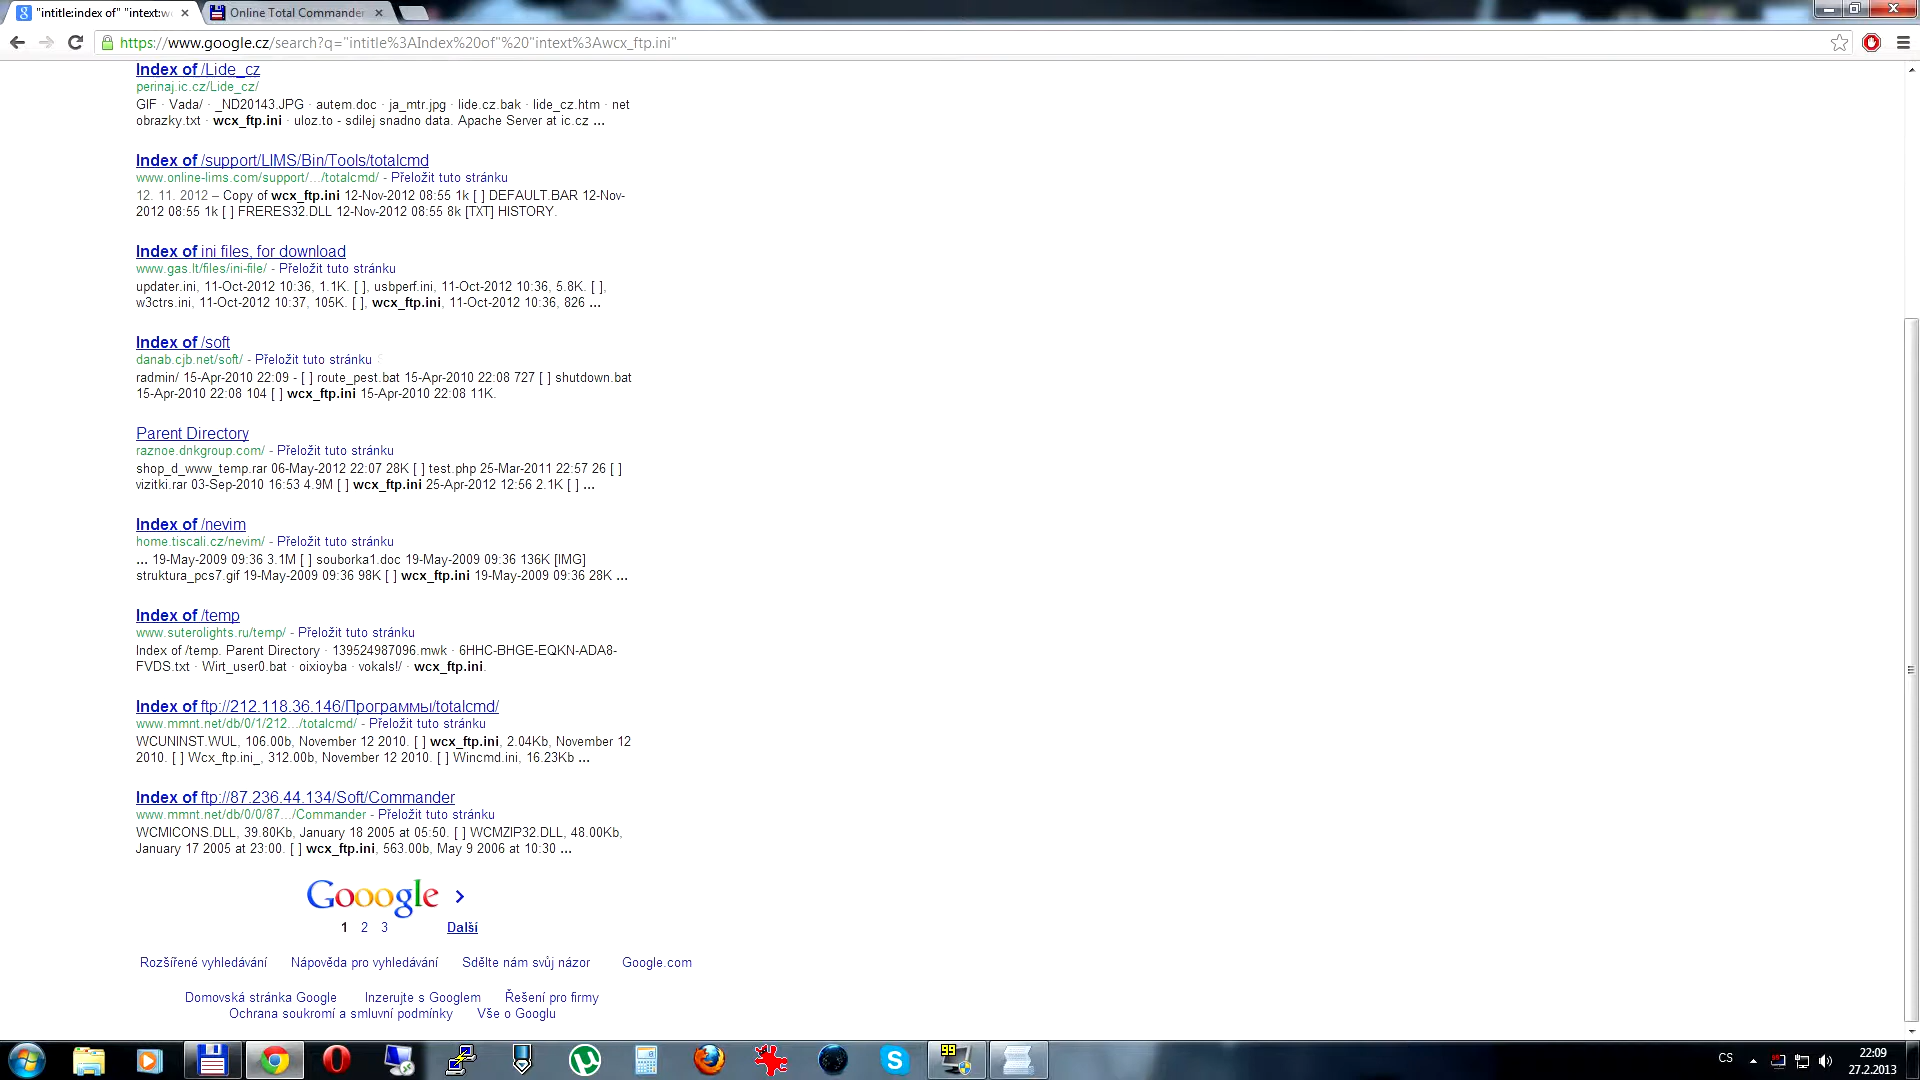 "intitle:index of" "intext:wc
Online Total Commander
https://www.google.cz/search?q="intitle%3AIndex%20of"%20"intext%3Awcx_ftp.ini"
Index of /Lide_cz
perinaj.ic.cz/Lide_cz/
GIF · Vada/ · _ND20143.JPG · autem.doc · ja_mtr.jpg · lide.cz.bak · lide_cz.htm · net
obrazky.txt · wcx_ftp.ini · uloz.to - sdilej snadno data. Apache Server at ic.cz ...
Index of /support/LIMS/Bin/Tools/totalcmd
www.online-lims.com/support/.../totalcmd/ - Přeložit tuto stránku
12. 11. 2012 – Copy of wcx_ftp.ini 12-Nov-2012 08:55 1k [ ] DEFAULT.BAR 12-Nov-
2012 08:55 1k [ ] FRERES32.DLL 12-Nov-2012 08:55 8k [TXT] HISTORY.
Index of ini files, for download
www.gas.lt/files/ini-file/ - Přeložit tuto stránku
updater.ini, 11-Oct-2012 10:36, 1.1K. [ ], usbperf.ini, 11-Oct-2012 10:36, 5.8K. [ ],
w3ctrs.ini, 11-Oct-2012 10:37, 105K. [ ], wcx_ftp.ini, 11-Oct-2012 10:36, 826 ...
Index of /soft
danab.cjb.net/soft/ - Přeložit tuto stránku
radmin/ 15-Apr-2010 22:09 - [ ] route_pest.bat 15-Apr-2010 22:08 727 [ ] shutdown.bat
15-Apr-2010 22:08 104 [ ] wcx_ftp.ini 15-Apr-2010 22:08 11K.
Parent Directory
raznoe.dnkgroup.com/ - Přeložit tuto stránku
shop_d_www_temp.rar 06-May-2012 22:07 28K [ ] test.php 25-Mar-2011 22:57 26 [ ]
vizitki.rar 03-Sep-2010 16:53 4.9M [ ] wcx_ftp.ini 25-Apr-2012 12:56 2.1K [ ] ...
Index of /nevim
home.tiscali.cz/nevim/ - Přeložit tuto stránku
... 19-May-2009 09:36 3.1M [ ] souborka1.doc 19-May-2009 09:36 136K [IMG]
struktura_pcs7.gif 19-May-2009 09:36 98K [ ] wcx_ftp.ini 19-May-2009 09:36 28K ...
Index of /temp
www.suterolights.ru/temp/ - Přeložit tuto stránku
Index of /temp. Parent Directory · 139524987096.mwk · 6HHC-BHGE-EQKN-ADA8-
FVDS.txt · Wirt_user0.bat · oixioyba · vokals!/ · wcx_ftp.ini.
Index of ftp://212.118.36.146/Программы/totalcmd/
www.mmnt.net/db/0/1/212.../totalcmd/ - Přeložit tuto stránku
WCUNINST.WUL, 106.00b, November 12 2010. [ ] wcx_ftp.ini, 2.04Kb, November 12
2010. [ ] Wcx_ftp.ini_, 312.00b, November 12 2010. [ ] Wincmd.ini, 16.23Kb ...
Index of ftp://87.236.44.134/Soft/Commander
www.mmnt.net/db/0/0/87.../Commander - Přeložit tuto stránku
WCMICONS.DLL, 39.80Kb, January 18 2005 at 05:50. [ ] WCMZIP32.DLL, 48.00Kb,
January 17 2005 at 23:00. [ ] wcx_ftp.ini, 563.00b, May 9 2006 at 10:30 ...
Gooogle
1 2 3 Další
Rozšířené vyhledávání Nápověda pro vyhledávání Sdělte nám svůj názor Google.com
Domovská stránka Google Inzerujte s Googlem Řešení pro firmy
Ochrana soukromí a smluvní podmínky Vše o Googlu
99
CS
22:09
27.2.2013